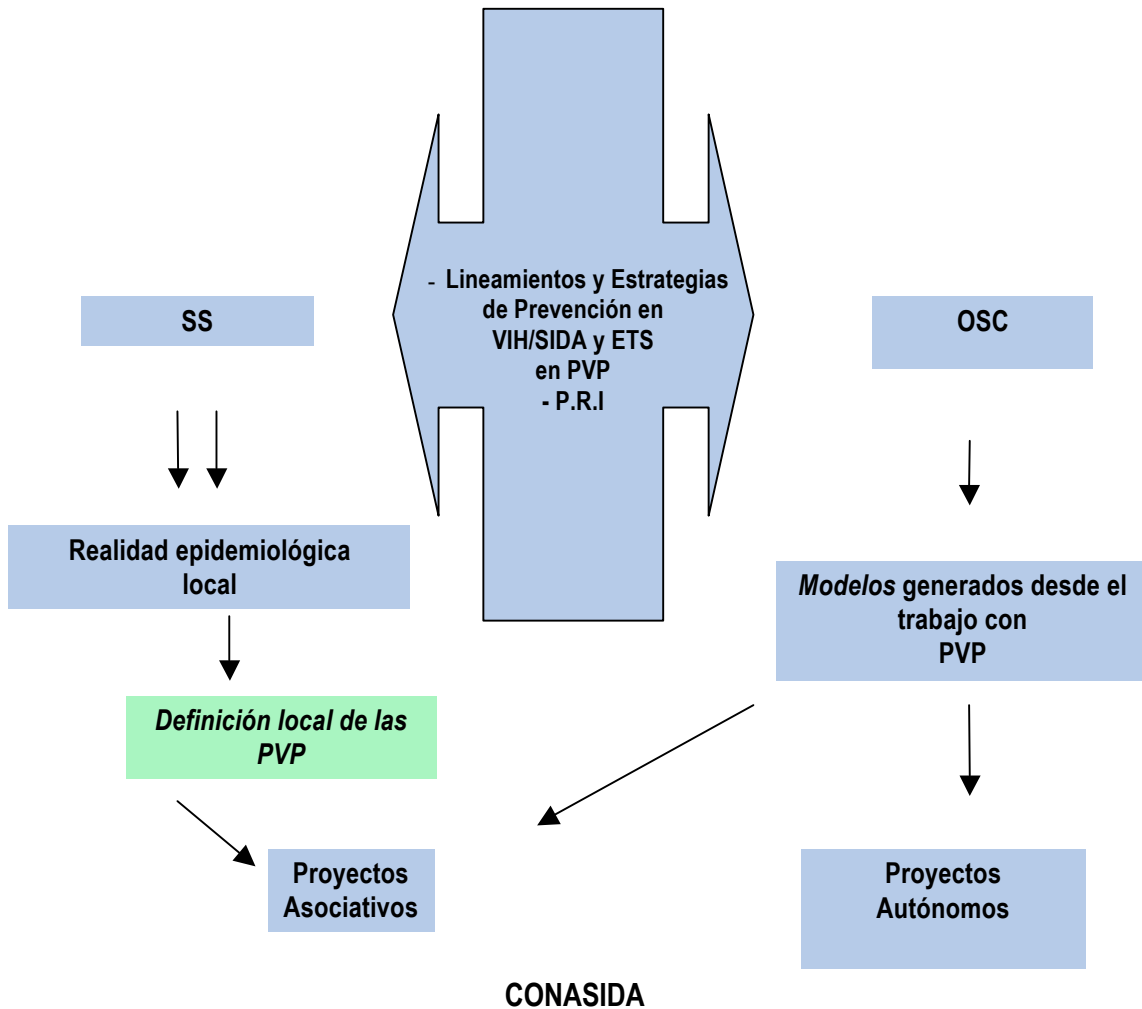 - Lineamientos y Estrategias
de Prevención en
VIH/SIDA y ETS
en PVP
- P.R.I
SS
OSC
Realidad epidemiológica
local
Modelos generados desde el
trabajo con
PVP
Definición local de las
PVP
Proyectos
Asociativos
Proyectos
Autónomos
CONASIDA